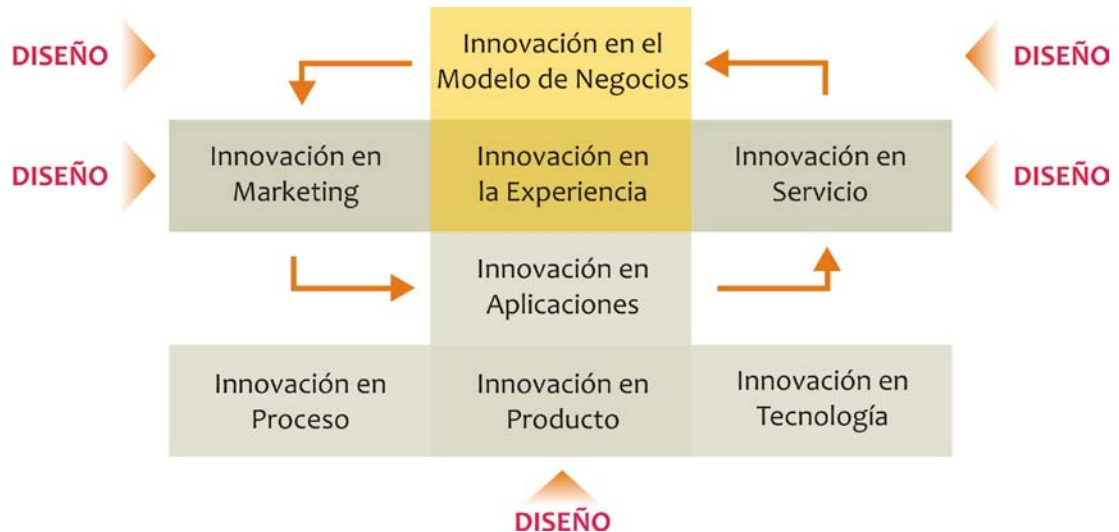 DISEÑO
Innovación en el
Modelo de Negocios
DISEÑO
DISEÑO
Innovación en
Marketing
Innovación en
la Experiencia
Innovación en
Servicio
DISEÑO
Innovación en
Aplicaciones
Innovación en
Proceso
Innovación en
Producto
Innovación en
Tecnología
DISEÑO